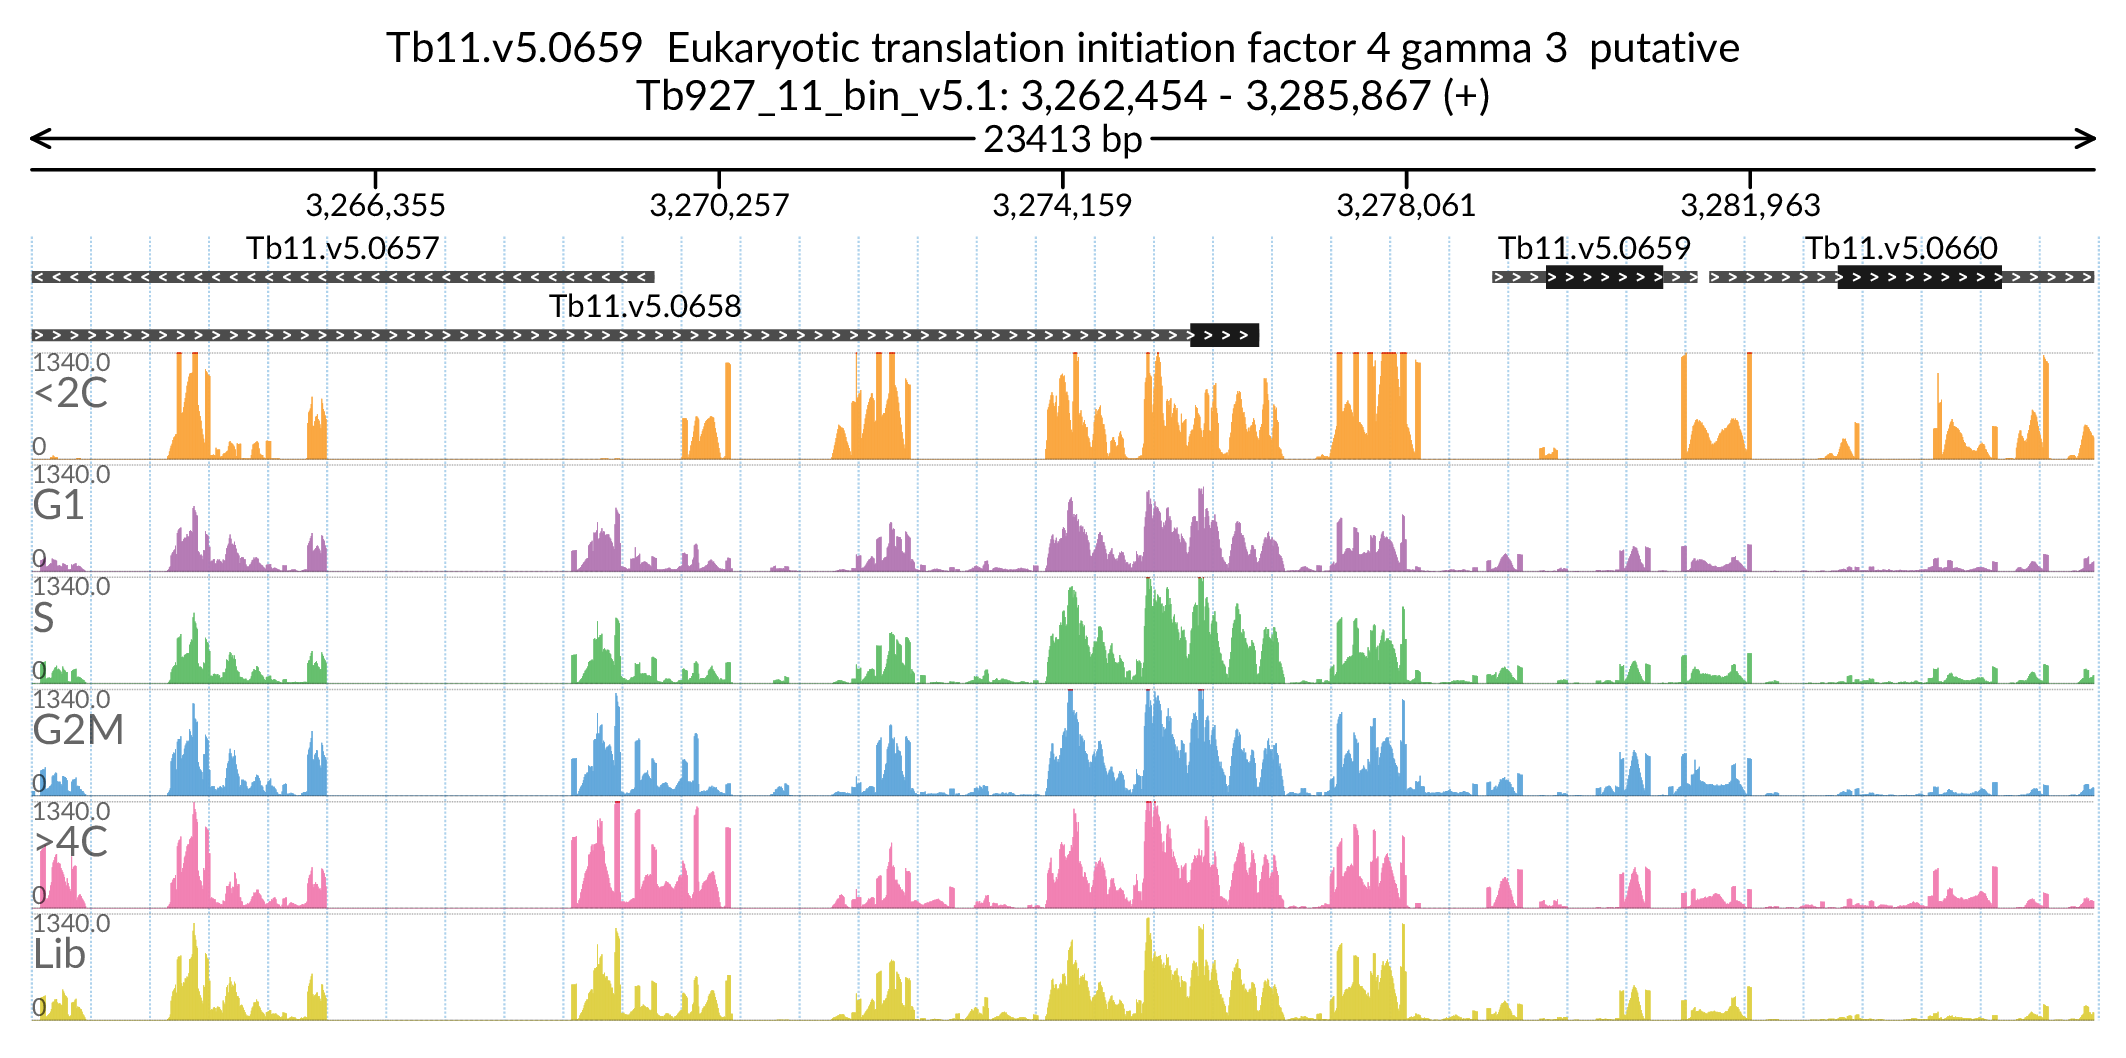 Tb11.v5.0659 Eukaryotic translation initiation factor 4 gamma 3 putative
Tb927_11_bin_v5.1: 3,262,454 - 3,285,867 (+)
23413 bp
3,266,355 3,270,257 3,274,159 3,278,061 3,281,963
Tb11.v5.0657 Tb11.v5.0659 Tb11.v5.0660
Tb11.v5.0658
1340.0
<2C
0
1340.0
G1
0
1340.0
S
0
1340.0
G2M
0
1340.0
>4C
0
1340.0
Lib
0